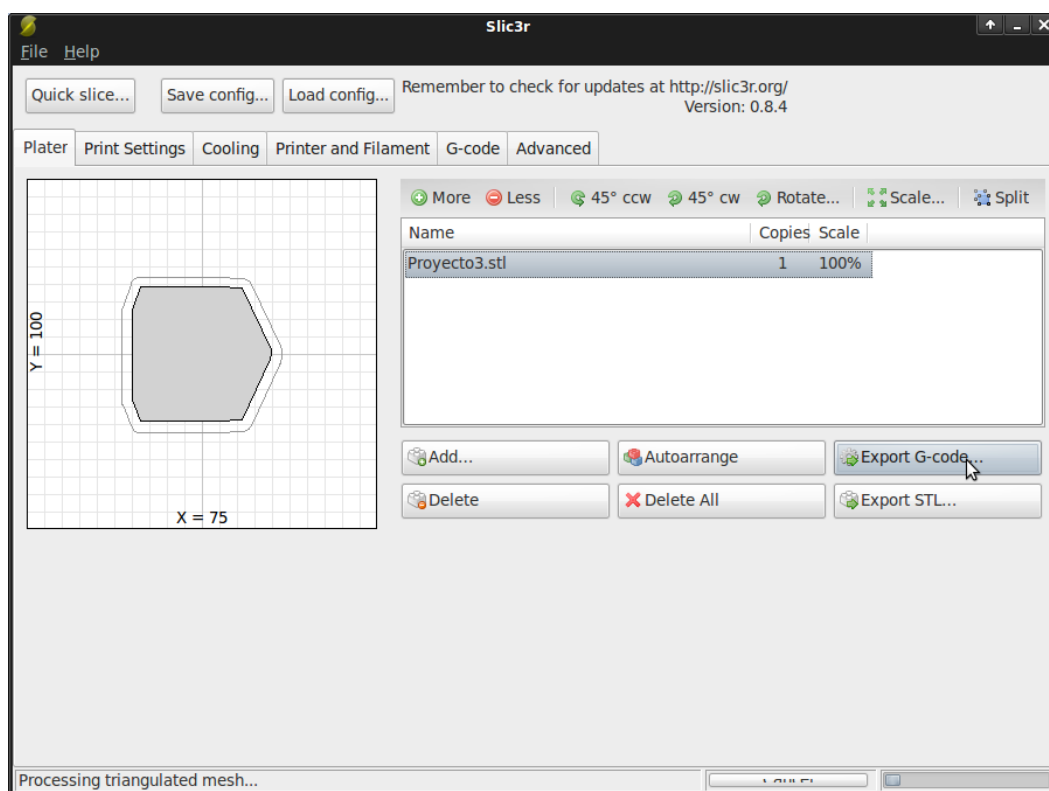 Slic3r
File Help
Quick slice... Save config... Load config... Remember to check for updates at http://slic3r.org/
Version: 0.8.4
Plater Print Settings Cooling Printer and Filament G-code Advanced
More Less 45° ccw 45° cw Rotate... Scale... Split
Name Copies Scale
Proyecto3.stl 1 100%
Y = 100
X = 75
Add... Autoarrange Export G-code...
Delete Delete All Export STL...
Processing triangulated mesh...